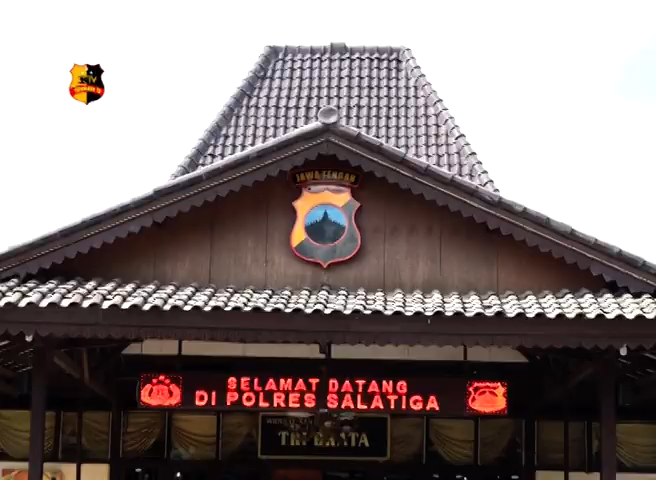 JAWA TENGAH
SELAMAT DATANG
DI POLRES SALATIGA
TRI BRATA